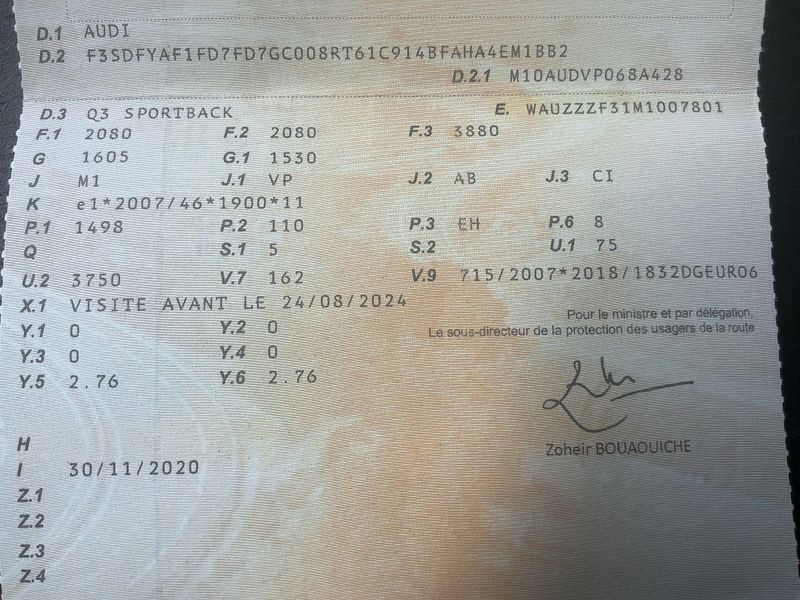 D.1 AUDI
D.2 F3SDFYAF1FD7FD7GC008RT61C914BFAHA4EM1BB2
D.2.1 M10AUDVP068A428
D.3 Q3 SPORTBACK E. WAUZZZF31M1007801
F.1 2080 F.2 2080 F.3 3880
G 1605 G.1 1530
J M1 J.1 VP J.2 AB J.3 CI
K e1*2007/46*1900*11
P.1 1498 P.2 110 P.3 EH P.6 8
Q S.1 5 S.2 U.1 75
U.2 3750 V.7 162 V.9 715/2007*2018/1832DGEURO6
X.1 VISITE AVANT LE 24/08/2024
Pour le ministre et par délégation,
Y.1 0 Y.2 0 Le sous-directeur de la protection des usagers de la route
Y.3 0 Y.4 0
Y.5 2.76 Y.6 2.76
Zoheir BOUAOUICHE
H
I 30/11/2020
Z.1
Z.2
Z.3
Z.4